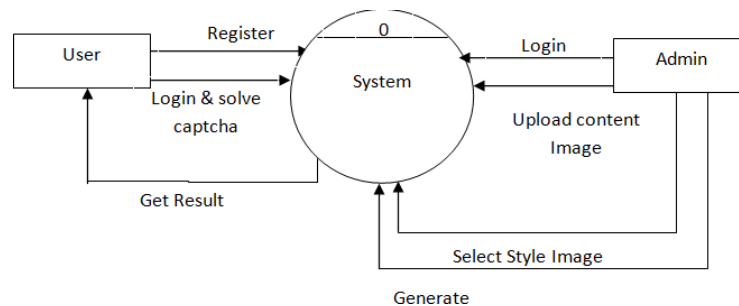 Register
0
Login
User
System
Admin
Login & solve
captcha
Upload content
Image
Get Result
Select Style Image
Generate